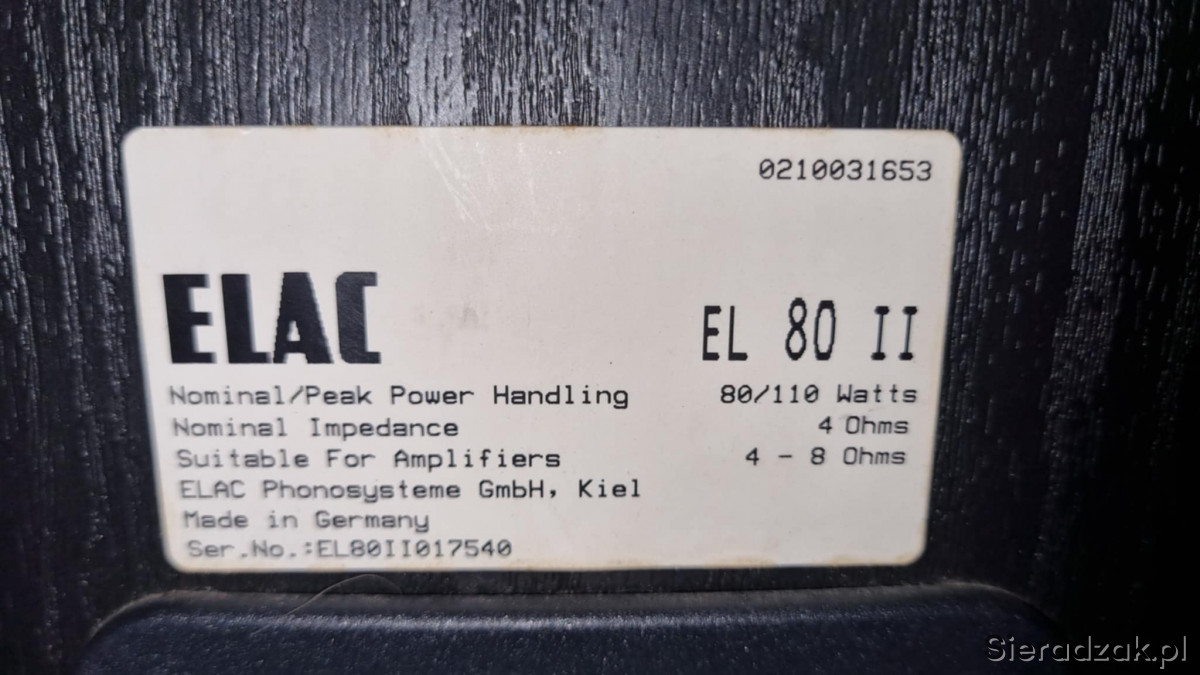 0210031653
ELAC EL 80 II
Nominal/Peak Power Handling 80/110 Watts
Nominal Impedance 4 Ohms
Suitable For Amplifiers 4 - 8 Ohms
ELAC Phonosysteme GmbH, Kiel
Made in Germany
Ser.No.:EL80II017540
Sieradzak.pl